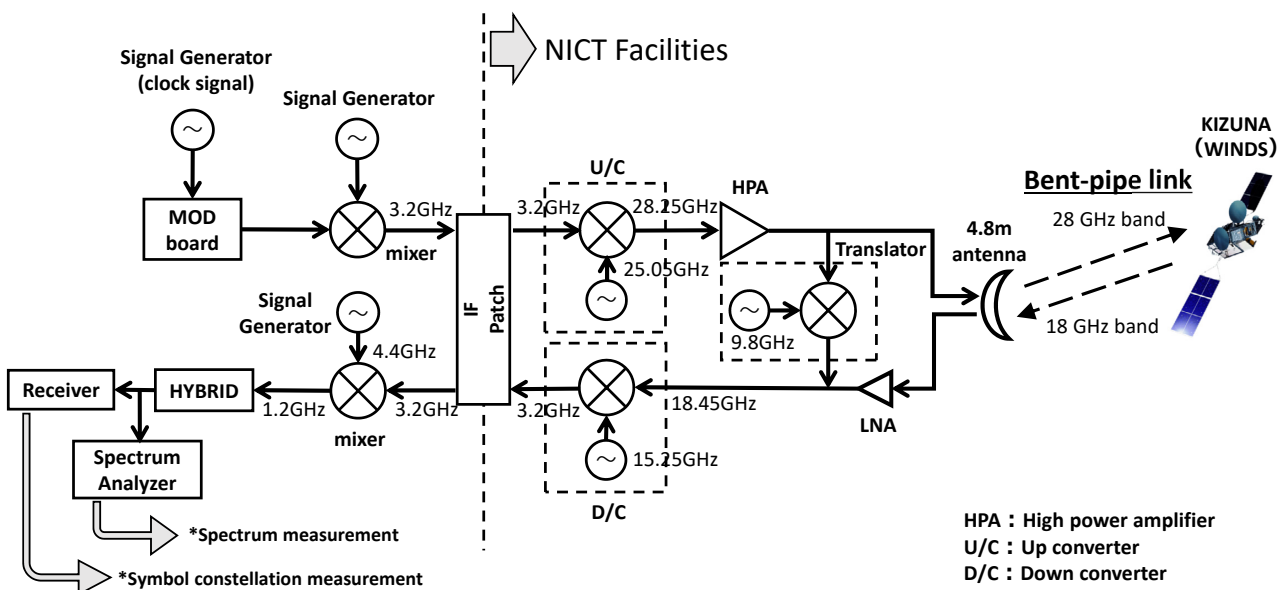 NICT Facilities
Signal Generator
(clock signal)
Signal Generator
KIZUNA
(WINDS)
U/C
HPA
Bent-pipe link
MOD
board
3.2GHz
mixer
3.2GHz
28.25GHz
25.05GHz
Translator
4.8m
antenna
28 GHz band
18 GHz band
Signal
Generator
4.4GHz
IF
Patch
9.8GHz
Receiver
HYBRID
1.2GHz
3.2GHz
mixer
3.2GHz
18.45GHz
LNA
15.25GHz
Spectrum
Analyzer
D/C
*Spectrum measurement
*Symbol constellation measurement
HPA : High power amplifier
U/C : Up converter
D/C : Down converter